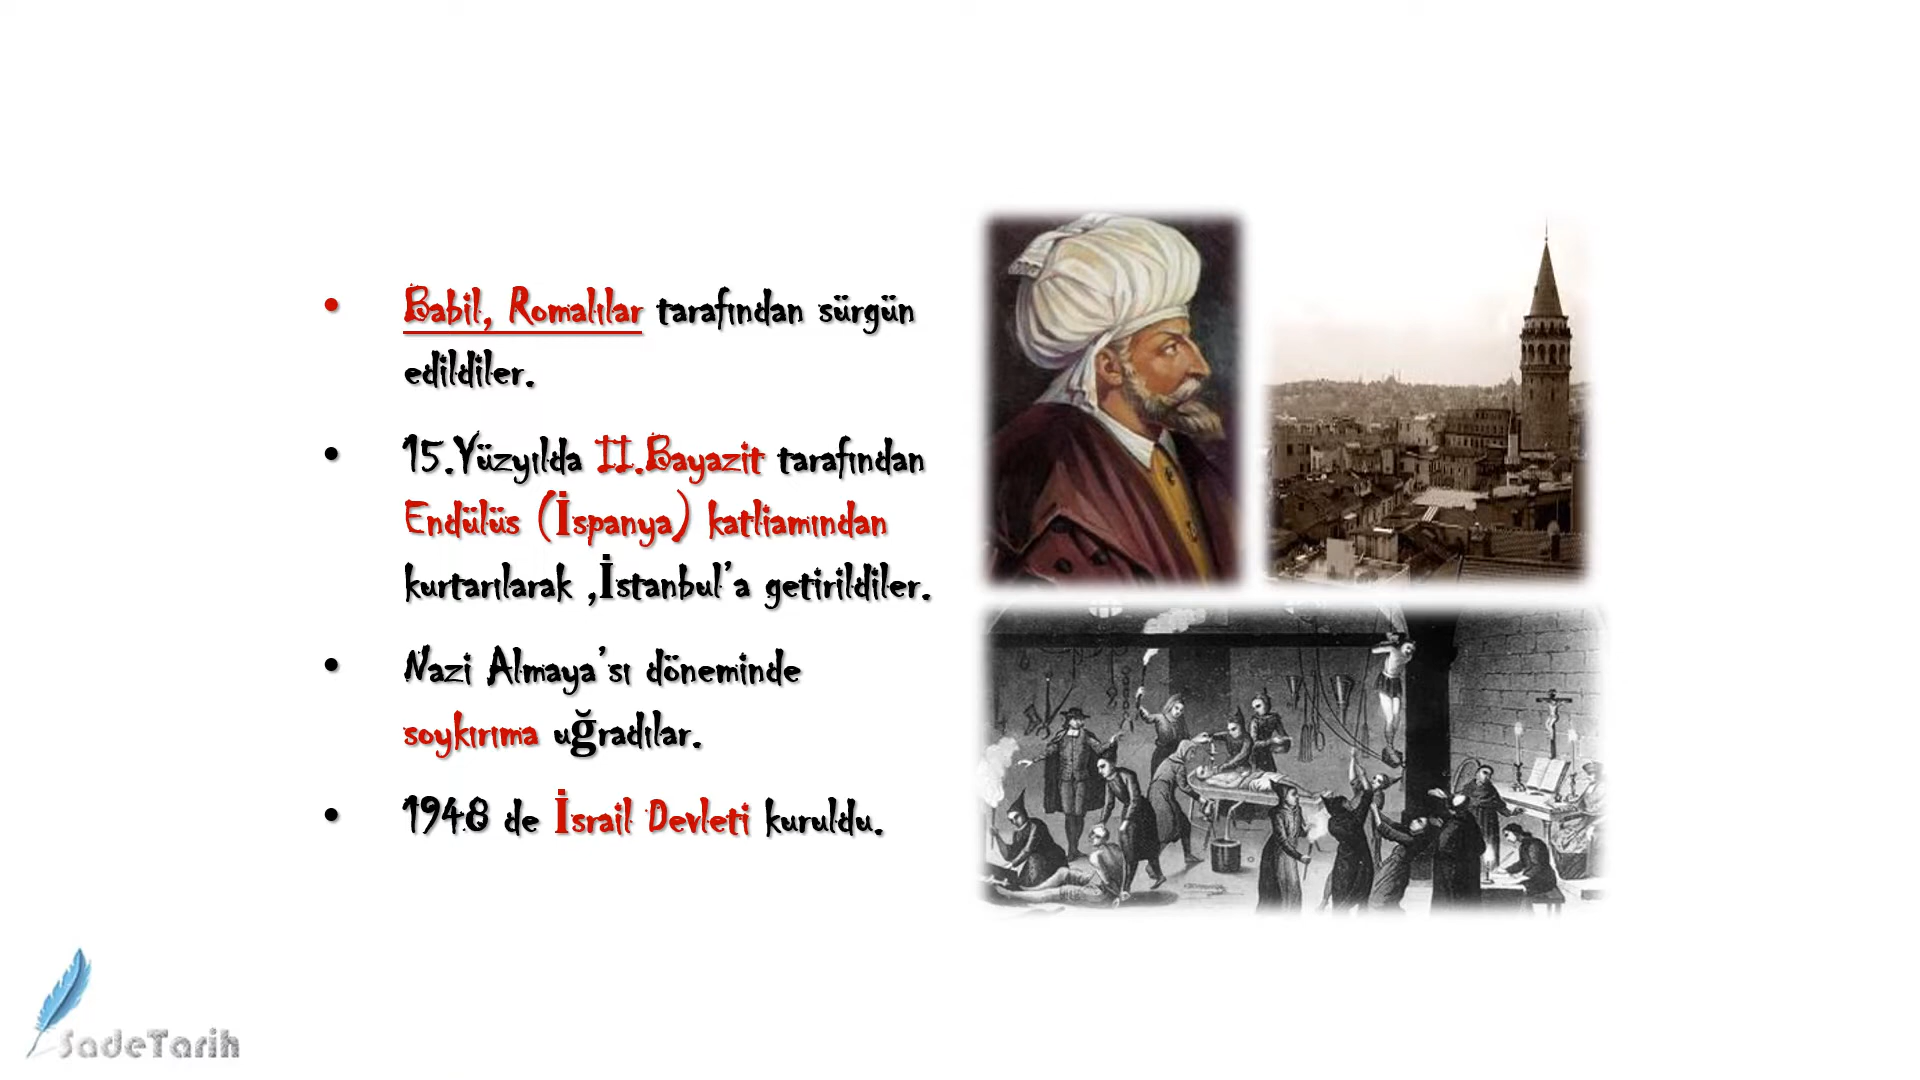 • Babil, Romalılar tarafından sürgün
edildiler.
• 15.Yüzyılda II.Bayazit tarafından
Endülüs (İspanya) katliamından
kurtarılarak ,İstanbul'a getirildiler.
• Nazi Almaya'sı döneminde
soykırıma uğradılar.
• 1948 de İsrail Devleti kuruldu.
SadeTarih